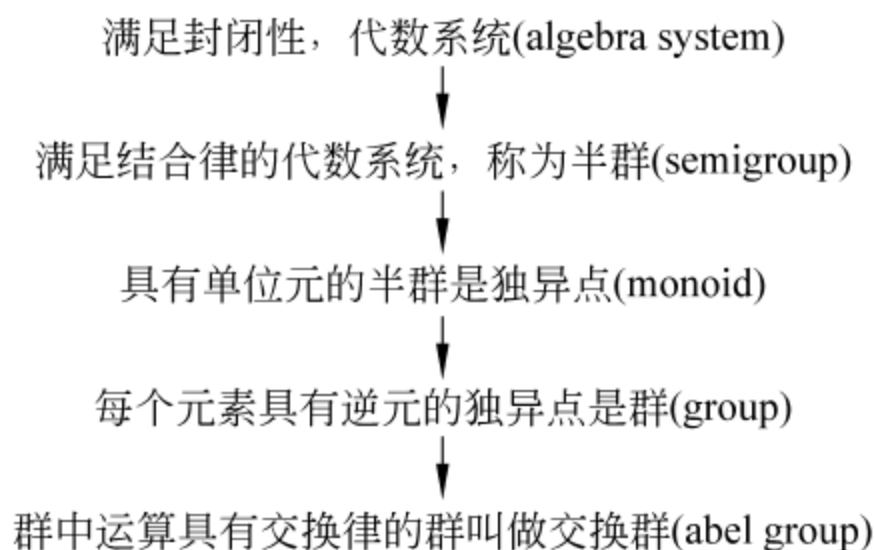 满足封闭性，代数系统(algebra system)
满足结合律的代数系统，称为半群(semigroup)
具有单位元的半群是独异点(monoid)
每个元素具有逆元的独异点是群(group)
群中运算具有交换律的群叫做交换群(abel group)